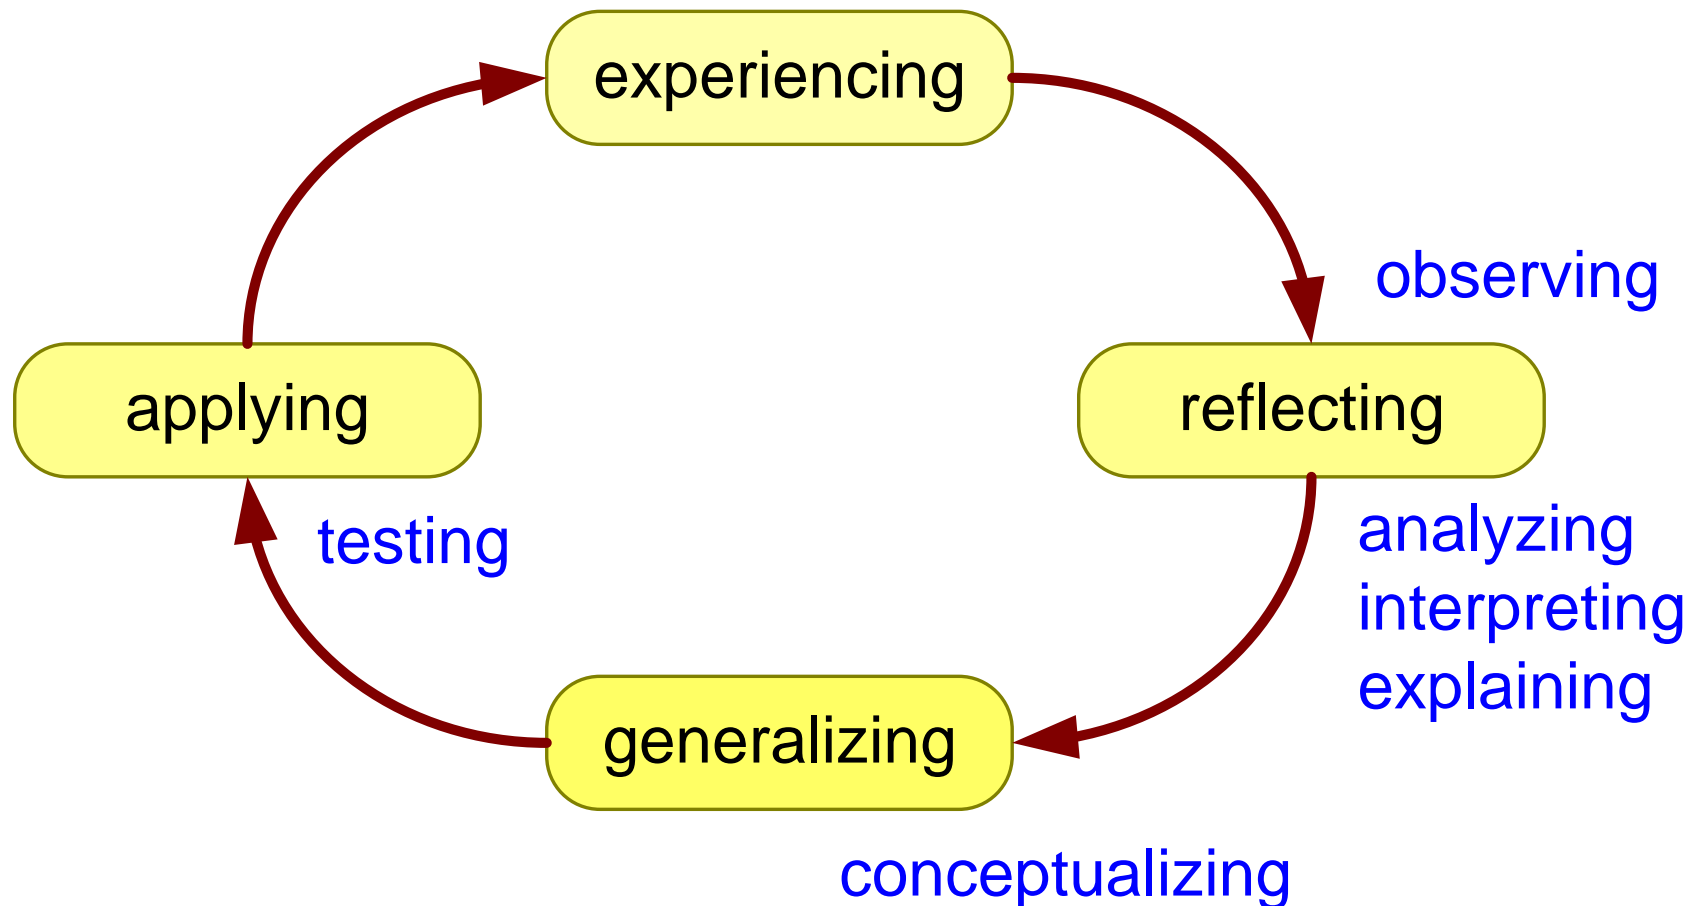 experiencing
observing
applying
reflecting
testing
analyzing
interpreting
explaining
generalizing
conceptualizing